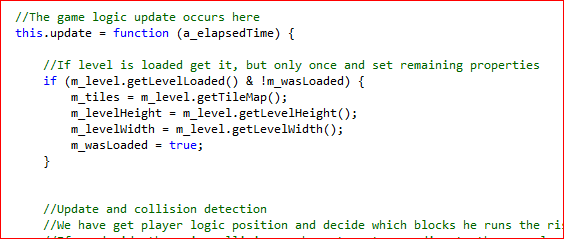 //The game logic update occurs here
this.update = function (a_elapsedTime) {
//If level is loaded get it, but only once and set remaining properties
if (m_level.getLevelLoaded() & !m_wasLoaded) {
m_tiles = m_level.getTileMap();
m_levelHeight = m_level.getLevelHeight();
m_levelWidth = m_level.getLevelWidth();
m_wasLoaded = true;
}
//Update and collision detection
//We have get player logic position and decide which blocks he runs the